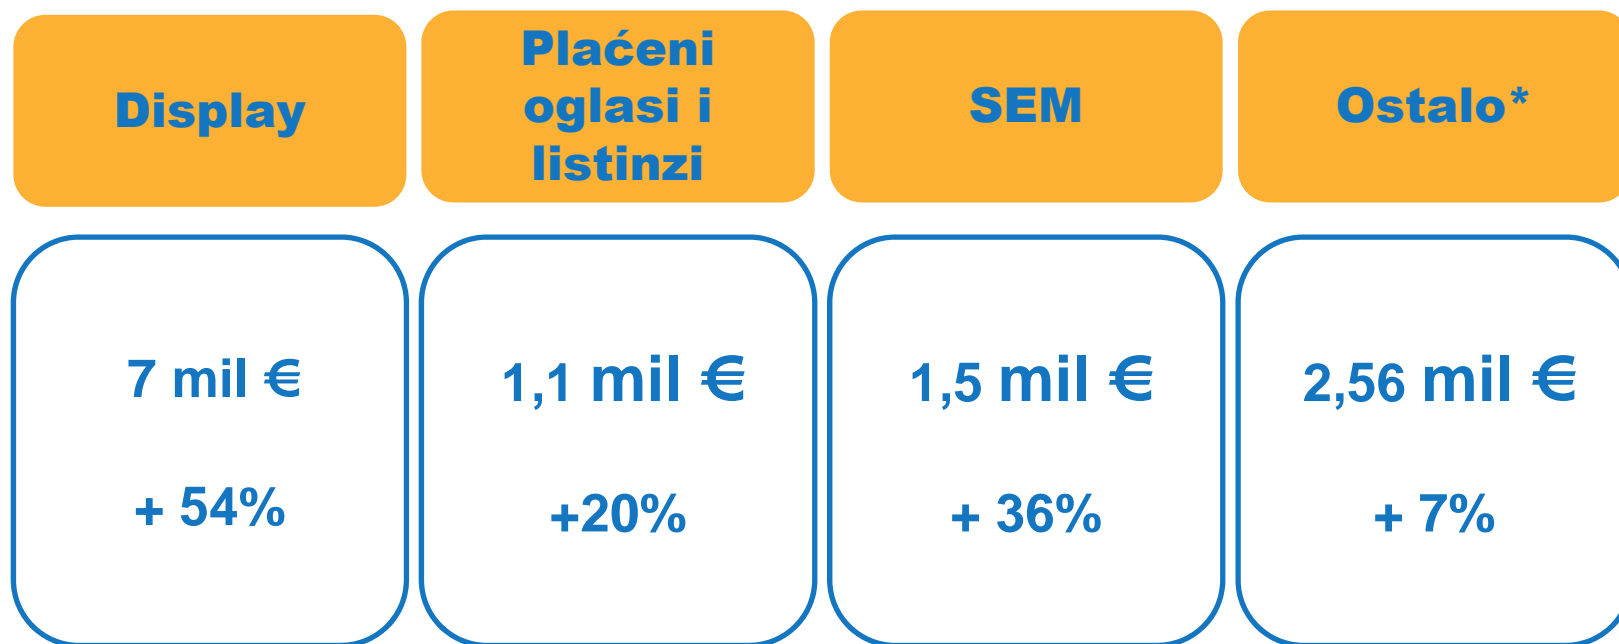 Display
Plaćeni
oglasi i
listinzi
SEM
Ostalo*
7 mil €
+ 54%
1,1 mil €
+20%
1,5 mil €
+ 36%
2,56 mil €
+ 7%